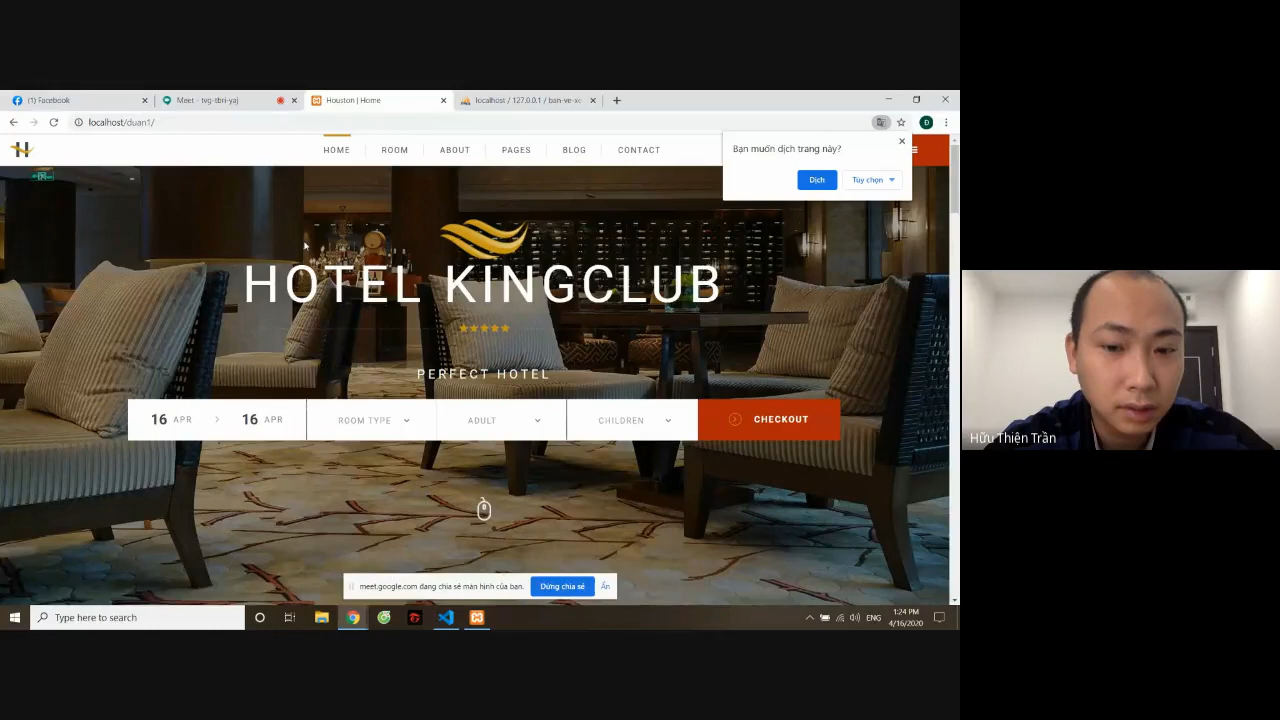 (1) Facebook
Meet - tvg-tbri-yaj
Houston | Home
localhost / 127.0.0.1 / ban-ve-xe
localhost/duan1/
H
HOME
ROOM
ABOUT
PAGES
BLOG
CONTACT
Bạn muốn dịch trang này?
Dịch
Tùy chọn
HOTEL KINGCLUB
PERFECT HOTEL
16 APR > 16 APR
ROOM TYPE
ADULT
CHILDREN
CHECKOUT
Hữu Thiện Trần
meet.google.com đang chia sẻ màn hình của bạn.
Dừng chia sẻ
Ẩn
Type here to search
ENG
1:24 PM
4/16/2020